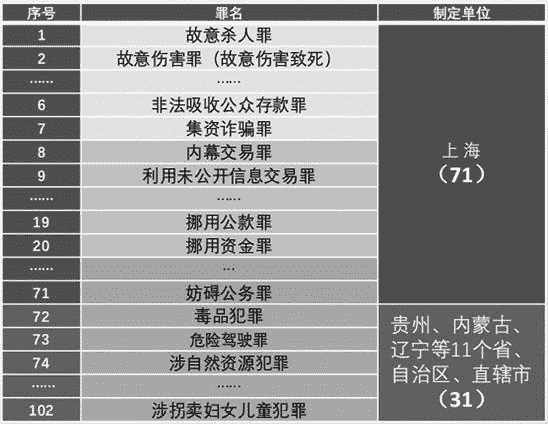 序号 罪名 制定单位
1 故意杀人罪
2 故意伤害罪（故意伤害致死）
…… ……
6 非法吸收公众存款罪
7 集资诈骗罪
8 内幕交易罪
9 利用未公开信息交易罪
…… ……
19 挪用公款罪
20 挪用资金罪
…… …
71 妨碍公务罪
上海
（71）
72 毒品犯罪
73 危险驾驶罪
74 涉自然资源犯罪
…… ……
102 涉拐卖妇女儿童犯罪
贵州、内蒙古、
辽宁等11个省、
自治区、直辖市
（31）